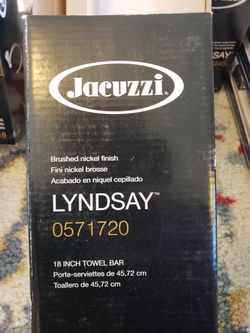 Jacuzzi®
Brushed nickel finish
Fini nickel brosse
Acabado en niquel cepillado
LYNDSAY™
0571720
18 INCH TOWEL BAR
Porte-serviettes de 45,72 cm
Toallero de 45,72 cm